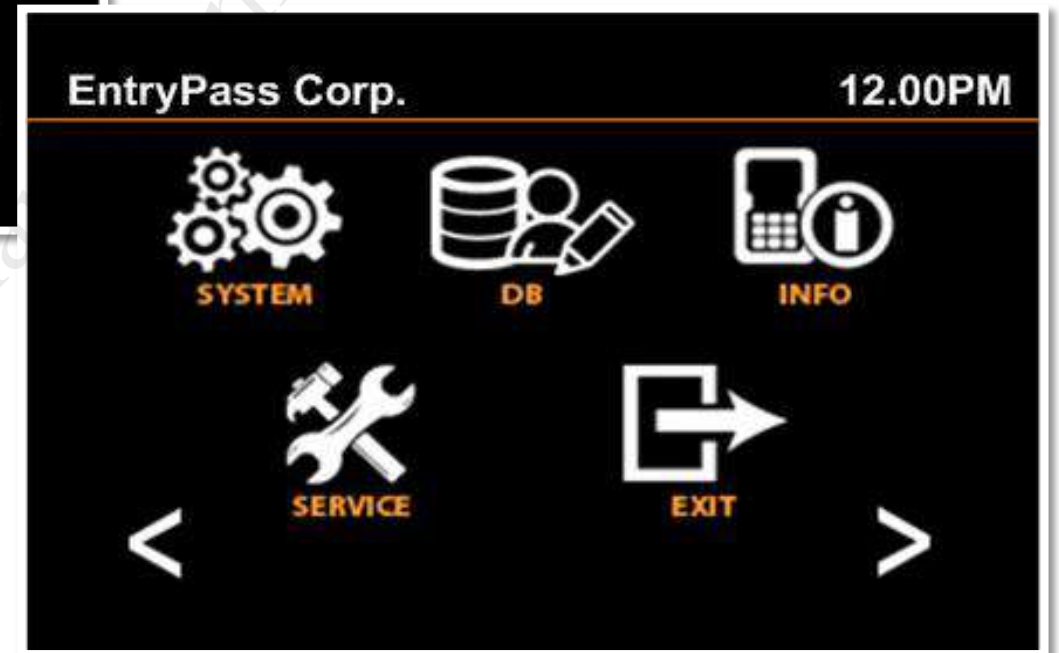 EntryPass Corp. 12.00PM
SYSTEM DB INFO
SERVICE EXIT
< >